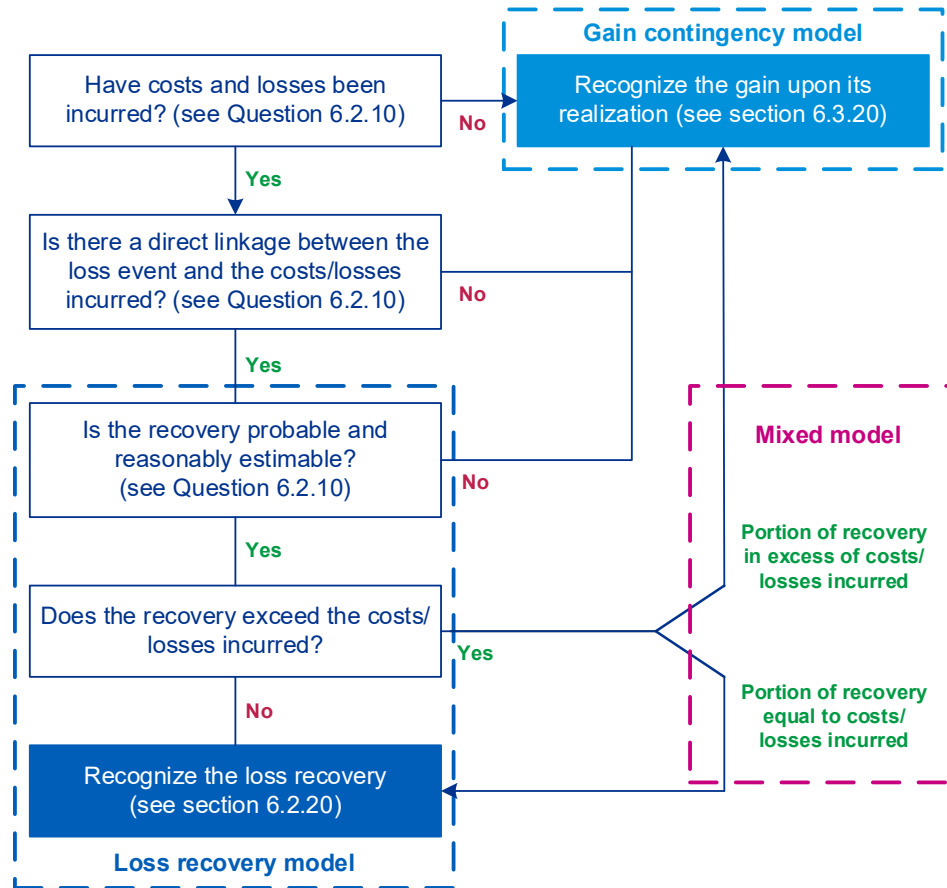 Gain contingency model
Have costs and losses been
incurred? (see Question 6.2.10)
No
Recognize the gain upon its
realization (see section 6.3.20)
Yes
Is there a direct linkage between the
loss event and the costs/losses
incurred? (see Question 6.2.10)
No
Yes
Is the recovery probable and
reasonably estimable?
(see Question 6.2.10)
No
Mixed model
Yes
Portion of recovery
in excess of costs/
losses incurred
Does the recovery exceed the costs/
losses incurred?
Yes
No
Portion of recovery
equal to costs/
losses incurred
Recognize the loss recovery
(see section 6.2.20)
Loss recovery model